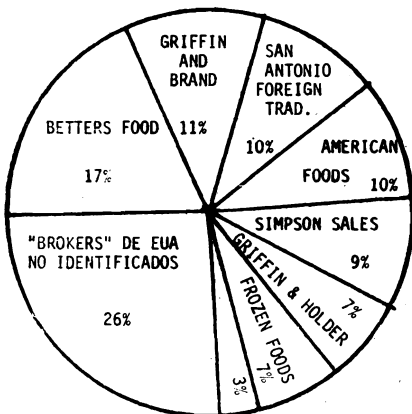 GRIFFIN
AND
BRAND
11%
SAN
ANTONIO
FOREIGN
TRAD.
10%
AMERICAN
FOODS
10%
SIMPSON SALES
9%
GRIFFIN & HOLDER
7%
FROZEN FOODS
7%
3%
"BROKERS" DE EUA
NO IDENTIFICADOS
26%
BETTERS FOOD
17%